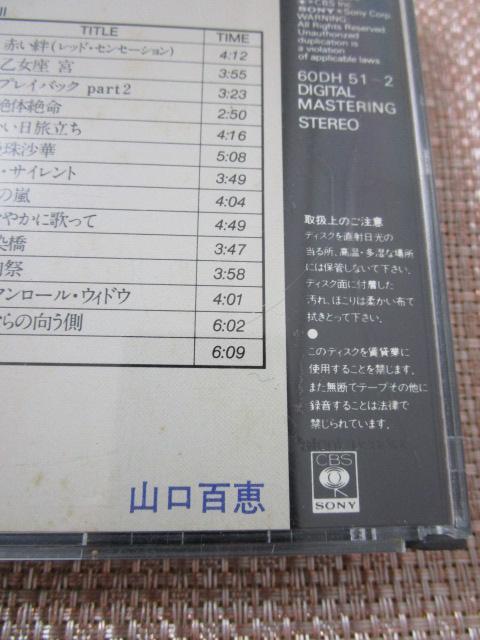 II
TITLE TIME
赤い絆(レッド・センセーション) 4:12
乙女座 宮 3:55
プレイバック part2 3:23
絶体絶命 2:50
い日旅立ち 4:16
珠沙華 5:08
・サイレント 3:49
の嵐 4:04
やかに歌って 4:49
橋 3:47
祭 3:58
ンロール・ウィドウ 4:01
らの向う側 6:02
6:09
山口百恵
CBS Inc.
SONY Sony Corp.
WARNING:
All Rights Reserved.
Unauthorized
duplication is
a violation
of applicable laws
60DH 51-2
DIGITAL
MASTERING
STEREO
取扱上のご注意
ディスクを直射日光の
当る所、高温・多湿な場所
には保管しないで下さい。
ディスク面に付着した
汚れ、ほこりは柔かい布で
拭きとって下さい。
●
このディスクを賃貸業に
使用することを禁じます。
また無断でテープその他に
録音することは法律で
禁じられています。
CBS
SONY